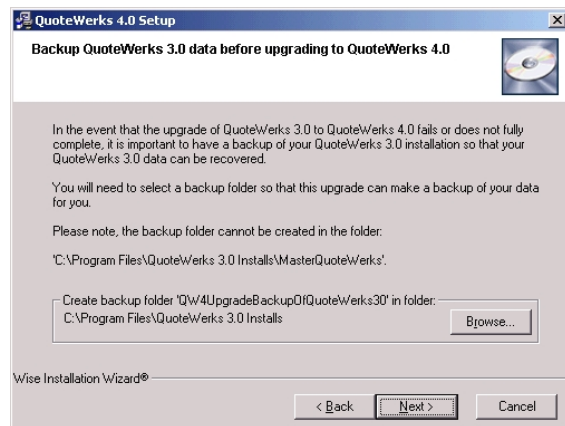 QuoteWerks 4.0 Setup
Backup QuoteWerks 3.0 data before upgrading to QuoteWerks 4.0
In the event that the upgrade of QuoteWerks 3.0 to QuoteWerks 4.0 fails or does not fully
complete, it is important to have a backup of your QuoteWerks 3.0 installation so that your
QuoteWerks 3.0 data can be recovered.
You will need to select a backup folder so that this upgrade can make a backup of your data
for you.
Please note, the backup folder cannot be created in the folder:
'C:\Program Files\QuoteWerks 3.0 Installs\MasterQuoteWerks'.
Create backup folder 'QW4UpgradeBackupOfQuoteWerks30' in folder:
C:\Program Files\QuoteWerks 3.0 Installs
Browse...
Wise Installation Wizard®
< Back Next > Cancel